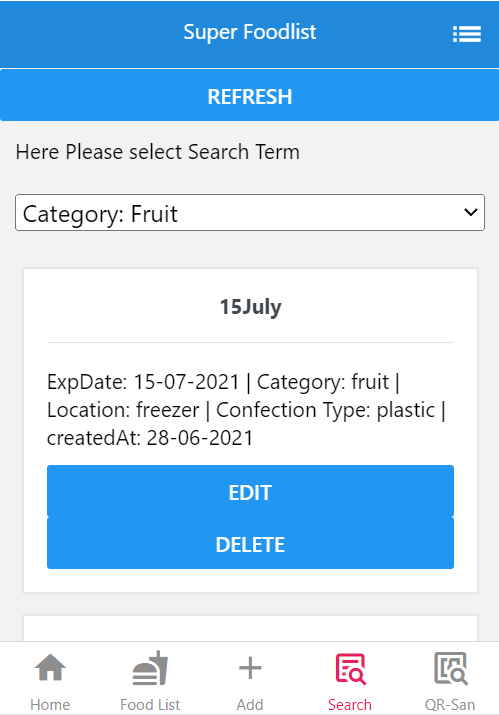 Super Foodlist
REFRESH
Here Please select Search Term
Category: Fruit
15July
ExpDate: 15-07-2021 | Category: fruit |
Location: freezer | Confection Type: plastic |
createdAt: 28-06-2021
EDIT
DELETE
Home
Food List
Add
Search
QR-San